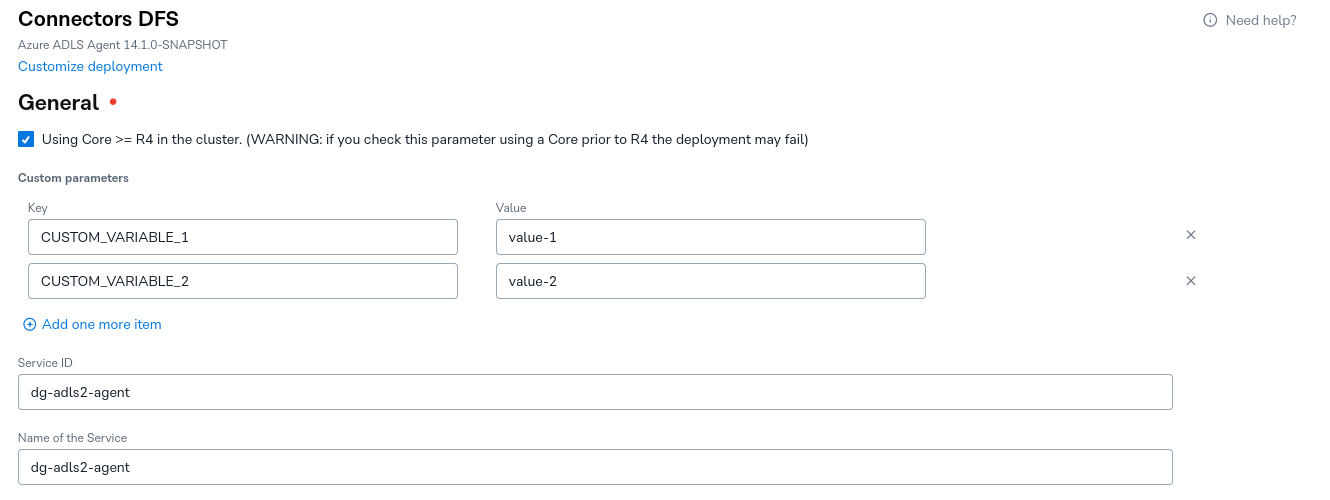 Connectors DFS
Need help?
Azure ADLS Agent 14.1.0-SNAPSHOT
Customize deployment
General
Using Core >= R4 in the cluster. (WARNING: if you check this parameter using a Core prior to R4 the deployment may fail)
Custom parameters
Key Value
CUSTOM_VARIABLE_1 value-1
CUSTOM_VARIABLE_2 value-2
Add one more item
Service ID
dg-adls2-agent
Name of the Service
dg-adls2-agent